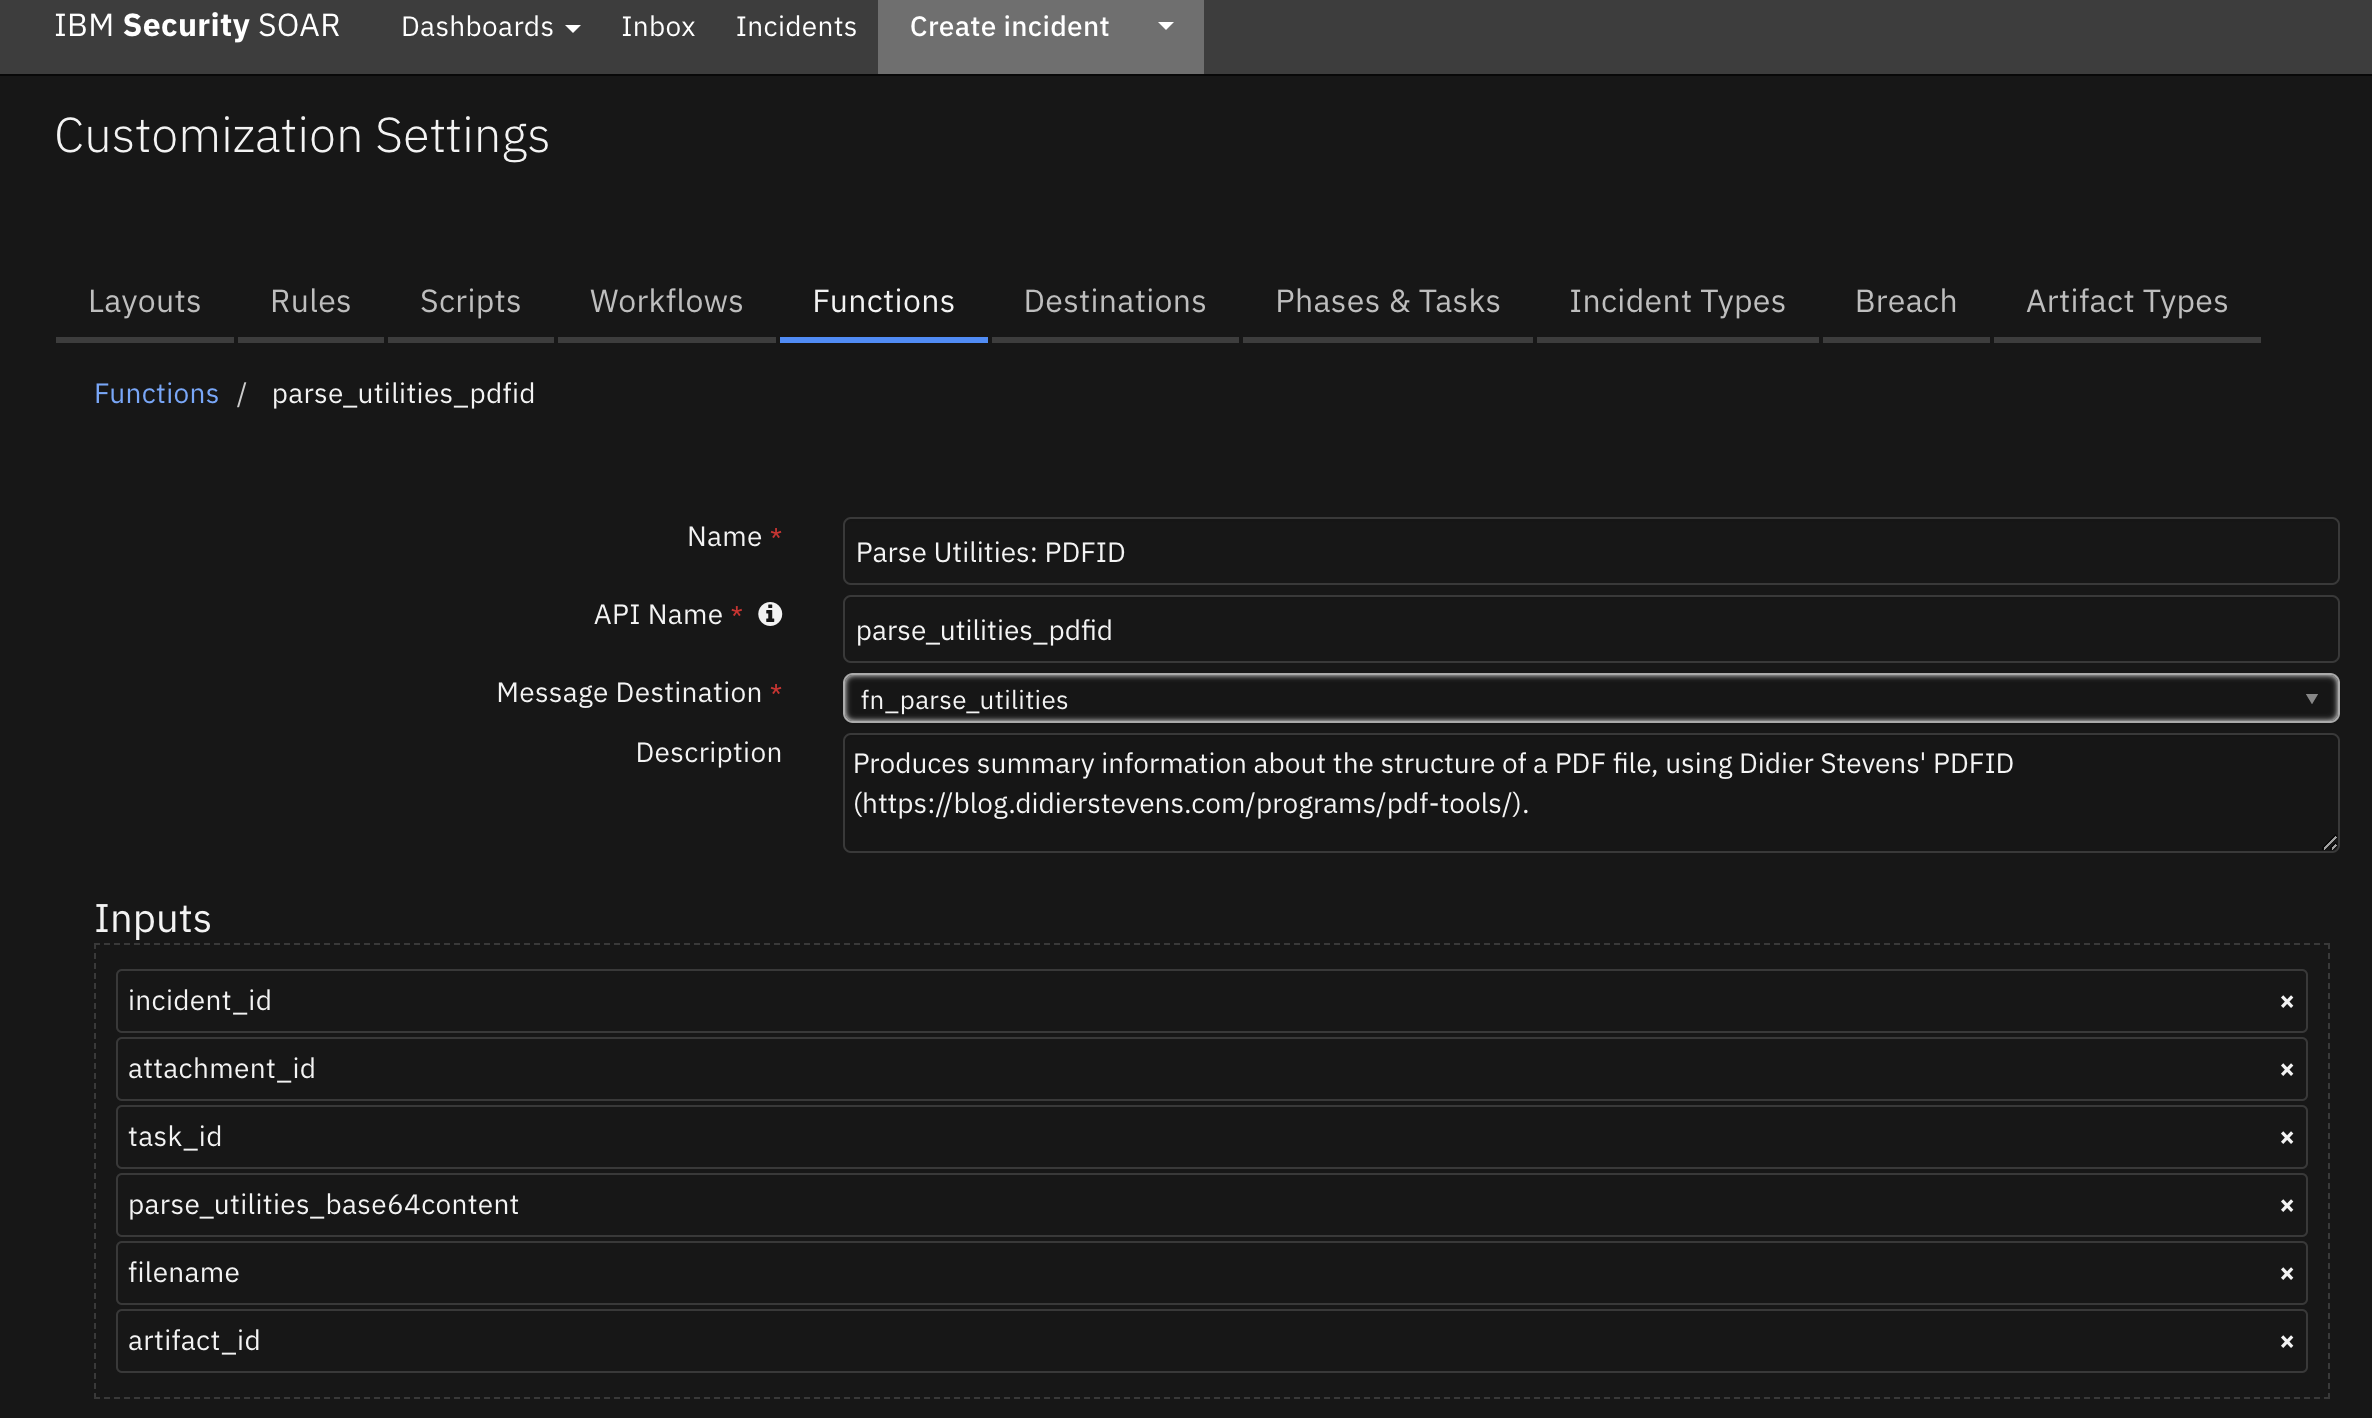 IBM Security SOAR Dashboards Inbox Incidents Create incident
Customization Settings
Layouts Rules Scripts Workflows Functions Destinations Phases & Tasks Incident Types Breach Artifact Types
Functions / parse_utilities_pdfid
Name * Parse Utilities: PDFID
API Name * parse_utilities_pdfid
Message Destination * fn_parse_utilities
Description Produces summary information about the structure of a PDF file, using Didier Stevens' PDFID
(https://blog.didierstevens.com/programs/pdf-tools/).
Inputs
incident_id
attachment_id
task_id
parse_utilities_base64content
filename
artifact_id